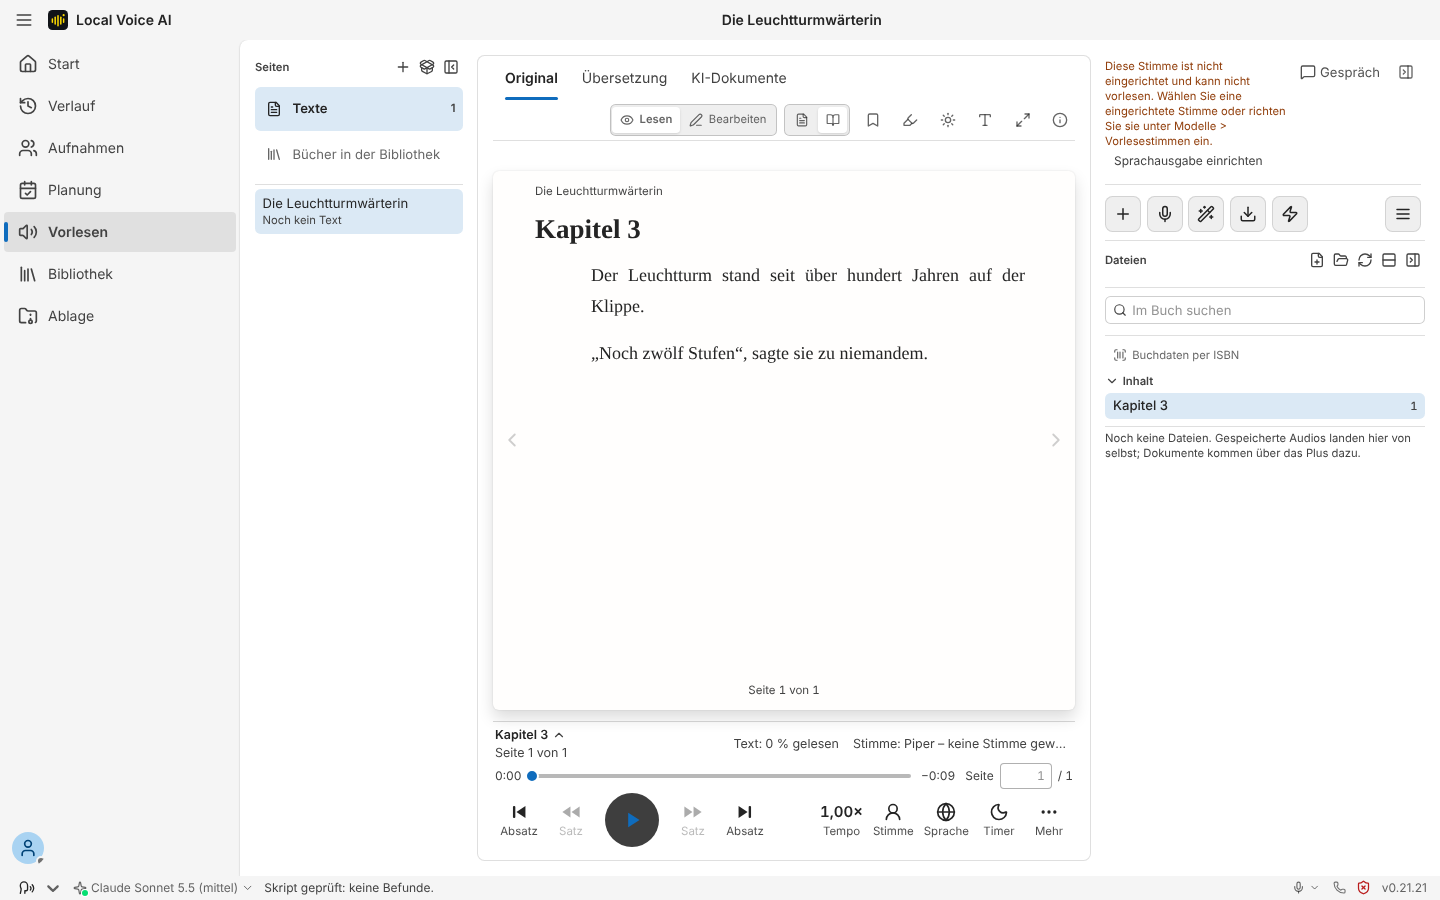 Local Voice AI
Die Leuchtturmwärterin
Start
Verlauf
Aufnahmen
Planung
Vorlesen
Bibliothek
Ablage
Seiten
Texte 1
Bücher in der Bibliothek
Die Leuchtturmwärterin
Noch kein Text
Original Übersetzung KI-Dokumente
Lesen Bearbeiten
Die Leuchtturmwärterin
Kapitel 3
Der Leuchtturm stand seit über hundert Jahren auf der
Klippe.
„Noch zwölf Stufen“, sagte sie zu niemandem.
Seite 1 von 1
Kapitel 3
Seite 1 von 1
Text: 0 % gelesen Stimme: Piper – keine Stimme gew...
0:00 −0:09 Seite 1 / 1
Absatz Satz Satz Absatz
1,00×
Tempo Stimme Sprache Timer Mehr
Diese Stimme ist nicht
eingerichtet und kann nicht
vorlesen. Wählen Sie eine
eingerichtete Stimme oder richten
Sie sie unter Modelle >
Vorlesestimmen ein.
Gespräch
Sprachausgabe einrichten
Dateien
Im Buch suchen
Buchdaten per ISBN
Inhalt
Kapitel 3 1
Noch keine Dateien. Gespeicherte Audios landen hier von
selbst; Dokumente kommen über das Plus dazu.
Claude Sonnet 5.5 (mittel) Skript geprüft: keine Befunde.
v0.21.21